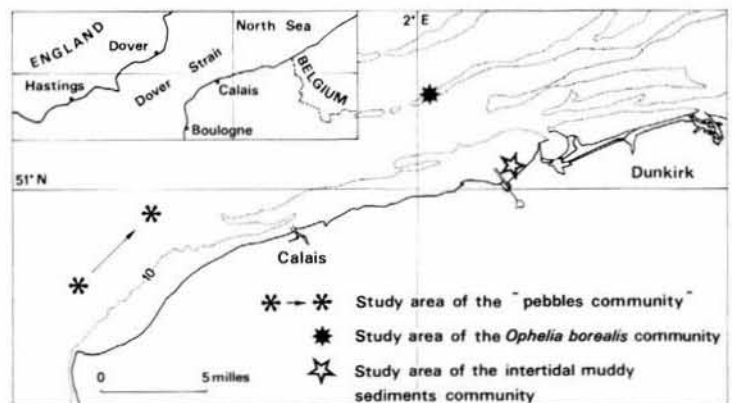 North Sea
2° E
ENGLAND
Dover
Strait
Hastings
Dover
Calais
BELGIUM
Boulogne
51° N
Dunkirk
10
Calais
Study area of the "pebbles community"
Study area of the Ophelia borealis community
0 5 milles
Study area of the intertidal muddy
sediments community